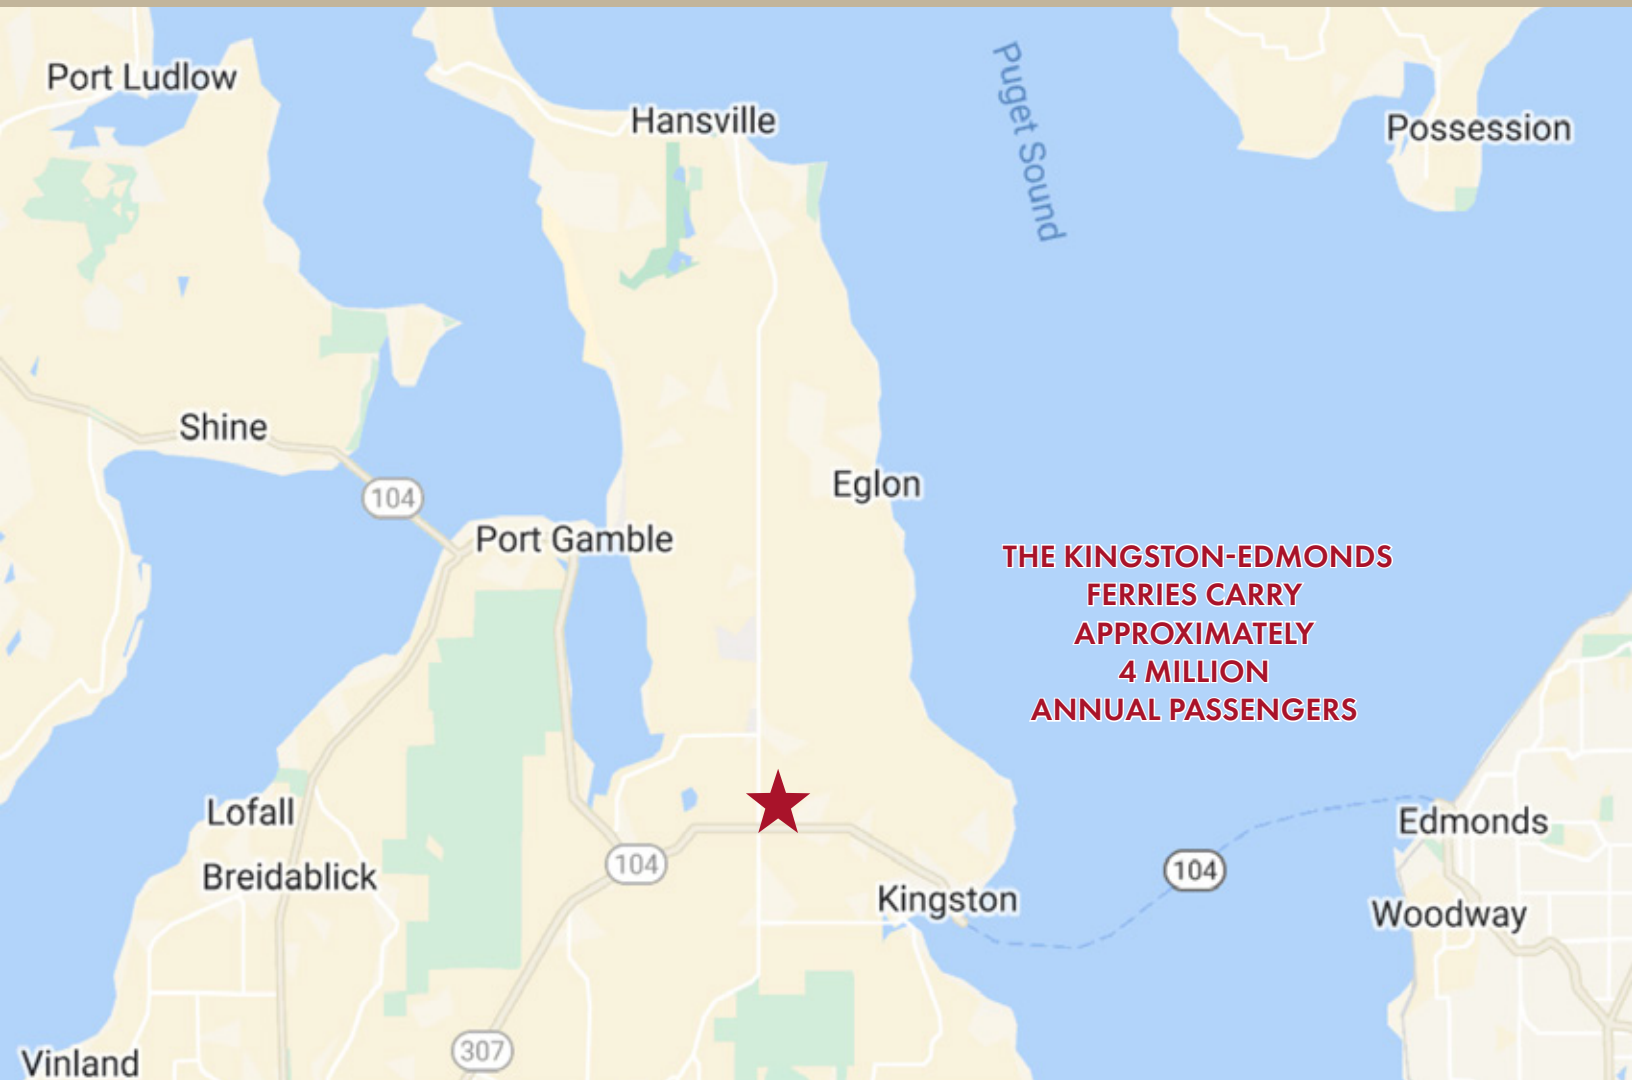 Port Ludlow
Hansville
Puget Sound
Possession
Shine
104
Port Gamble
Eglon
THE KINGSTON-EDMONDS
FERRIES CARRY
APPROXIMATELY
4 MILLION
ANNUAL PASSENGERS
Lofall
Edmonds
104
104
Breidablick
Kingston
Woodway
307
Vinland